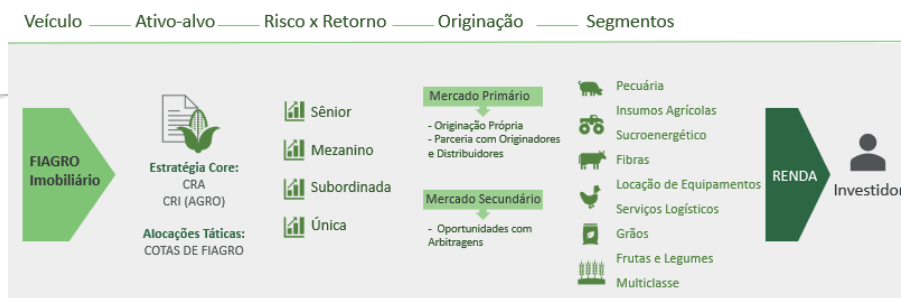 Veículo
Ativo-alvo
Risco x Retorno
Originação
Segmentos
FIAGRO
Imobiliário
Estratégia Core:
CRA
CRI (AGRO)
Alocações Táticas:
COTAS DE FIAGRO
Sênior
Mezanino
Subordinada
Única
Mercado Primário
- Originação Própria
- Parceria com Originadores
e Distribuidores
Mercado Secundário
- Oportunidades com
Arbitragens
Pecuária
Insumos Agrícolas
Sucroenergético
Fibras
Locação de Equipamentos
Serviços Logísticos
Grãos
Frutas e Legumes
Multiclasse
RENDA
Investidor